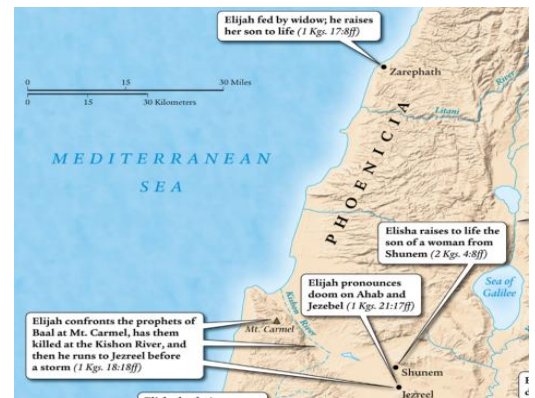 Elijah fed by widow; he raises
her son to life (1 Kgs. 17:8ff)
Zarephath
0 15 30 Miles
0 15 30 Kilometers
Litani
River
PHOENICIA
MEDITERRANEAN
SEA
Elisha raises to life the
son of a woman from
Shunem (2 Kgs. 4:8ff)
Elijah pronounces
doom on Ahab and
Jezebel (1 Kgs. 21:17ff)
Sea of
Galilee
Kishon River
Mt. Carmel
Elijah confronts the prophets of
Baal at Mt. Carmel, has them
killed at the Kishon River, and
then he runs to Jezreel before
a storm (1 Kgs. 18:18ff)
Shunem
Jezreel